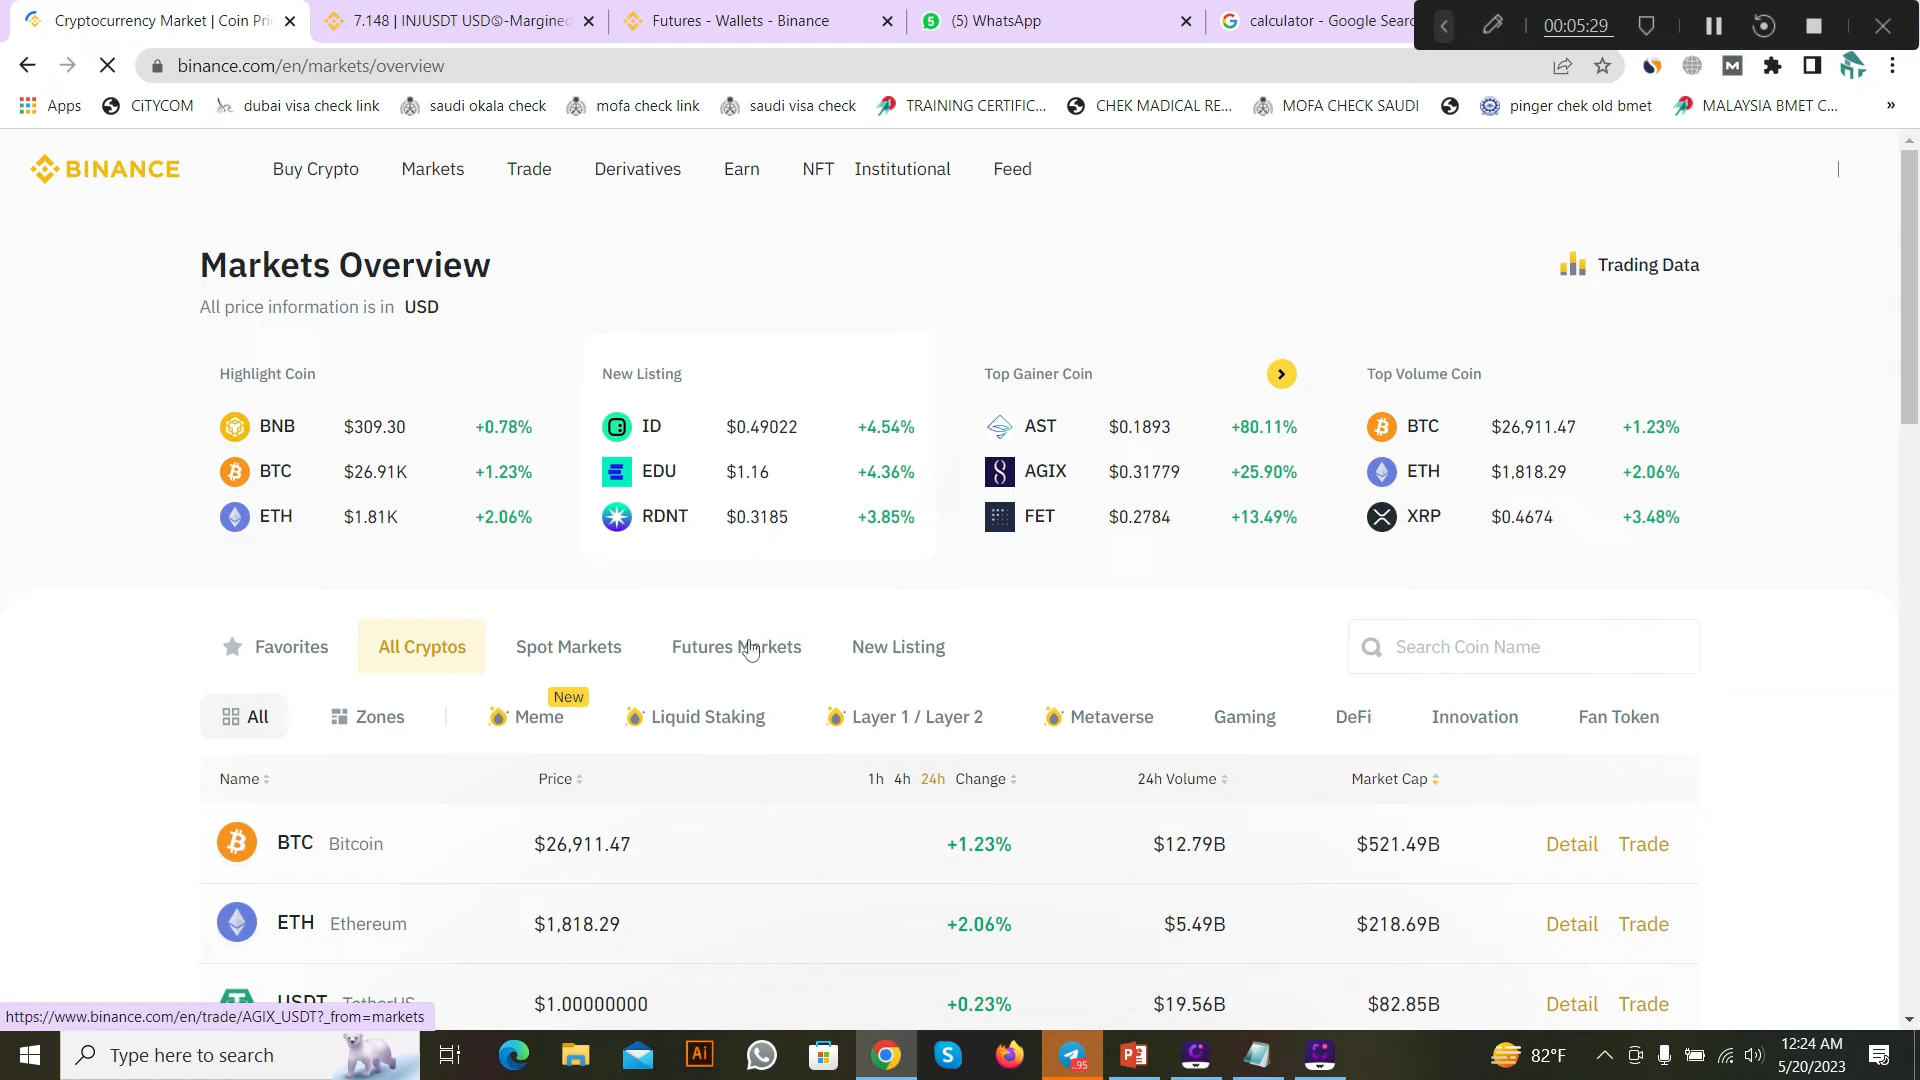 Cryptocurrency Market | Coin Pric
7.148 | INJUSDT USDⓈ-Margined
Futures - Wallets - Binance
(5) WhatsApp
calculator - Google Searc
00:05:29
binance.com/en/markets/overview
Apps
CiTYCOM
dubai visa check link
saudi okala check
mofa check link
saudi visa check
TRAINING CERTIFIC...
CHEK MADICAL RE...
MOFA CHECK SAUDI
pinger chek old bmet
MALAYSIA BMET C...
»
BINANCE
Buy Crypto
Markets
Trade
Derivatives
Earn
NFT
Institutional
Feed
Markets Overview
Trading Data
All price information is in USD
Highlight Coin
BNB $309.30 +0.78%
BTC $26.91K +1.23%
ETH $1.81K +2.06%
New Listing
ID $0.49022 +4.54%
EDU $1.16 +4.36%
RDNT $0.3185 +3.85%
Top Gainer Coin
AST $0.1893 +80.11%
AGIX $0.31779 +25.90%
FET $0.2784 +13.49%
Top Volume Coin
BTC $26,911.47 +1.23%
ETH $1,818.29 +2.06%
XRP $0.4674 +3.48%
Favorites
All Cryptos
Spot Markets
Futures Markets
New Listing
Search Coin Name
All
Zones
New
Meme
Liquid Staking
Layer 1 / Layer 2
Metaverse
Gaming
DeFi
Innovation
Fan Token
Name Price 1h 4h 24h Change 24h Volume Market Cap
BTC Bitcoin $26,911.47 +1.23% $12.79B $521.49B Detail Trade
ETH Ethereum $1,818.29 +2.06% $5.49B $218.69B Detail Trade
USDT TetherUS $1.00000000 +0.23% $19.56B $82.85B Detail Trade
https://www.binance.com/en/trade/AGIX_USDT?_from=markets
Type here to search
Ai
..95
82°F
12:24 AM
5/20/2023